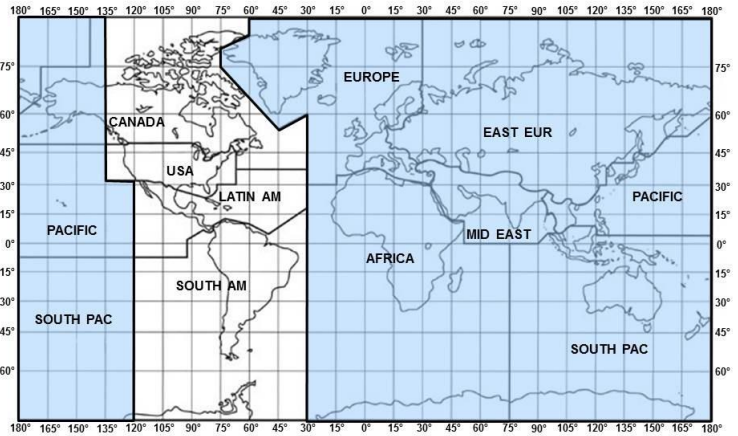 180° 165° 150° 135° 120° 105° 90° 75° 60° 45° 30° 15° 0° 15° 30° 45° 60° 75° 90° 105° 120° 135° 150° 165° 180°
75° 75°
EUROPE
60° 60°
CANADA
EAST EUR
45° 45°
USA
30° 30°
LATIN AM
PACIFIC
15° 15°
PACIFIC
MID EAST
0° 0°
AFRICA
15° 15°
SOUTH AM
30° 30°
SOUTH PAC
45° 45°
SOUTH PAC
60° 60°
180° 165° 150° 135° 120° 105° 90° 75° 60° 45° 30° 15° 0° 15° 30° 45° 60° 75° 90° 105° 120° 135° 150° 165° 180°